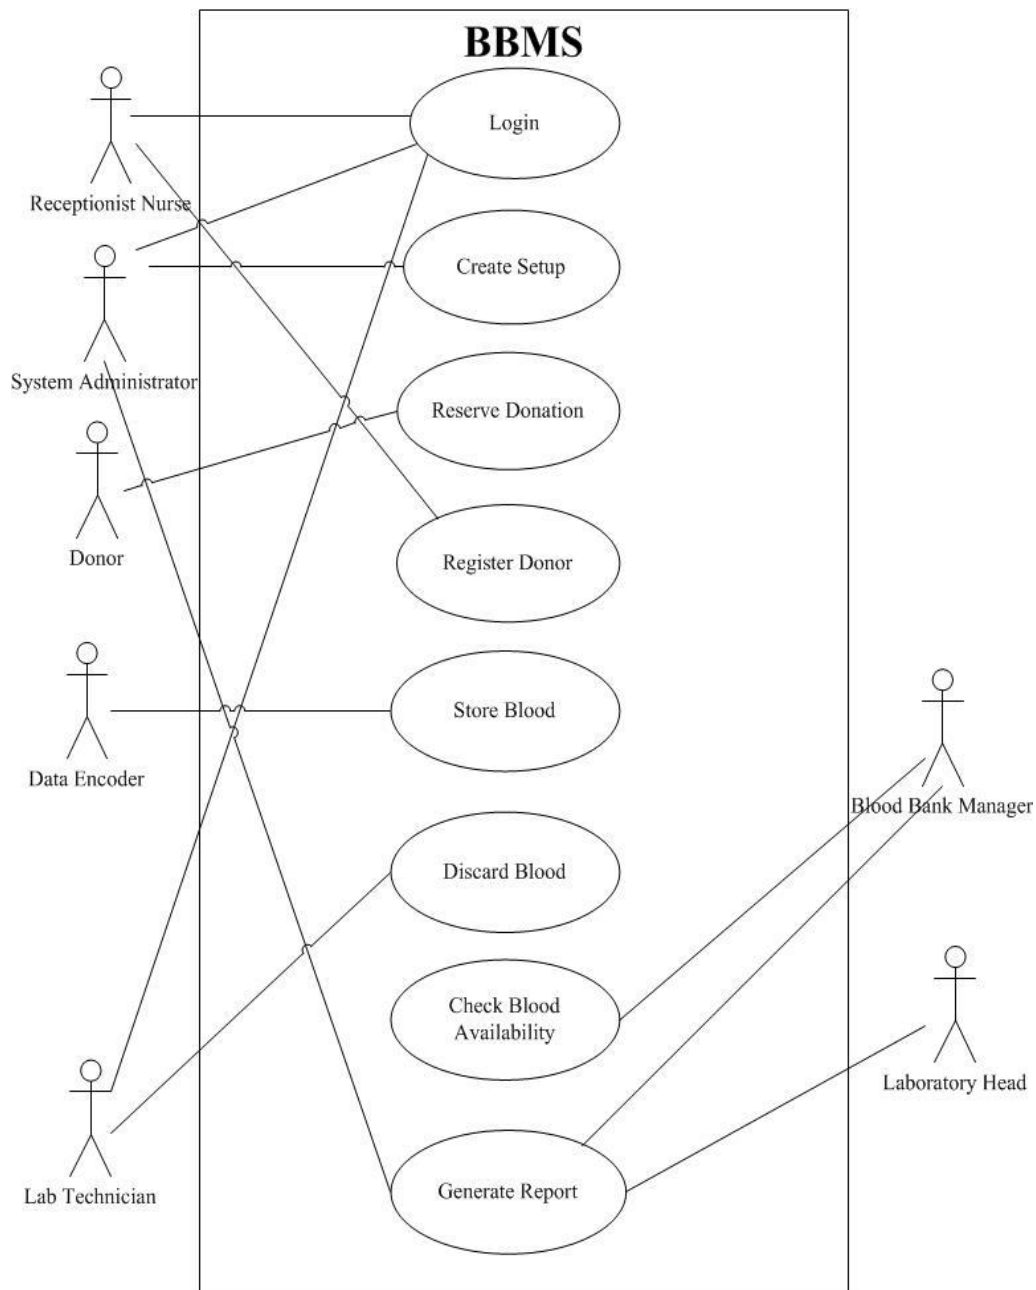 BBMS
Login
Receptionist Nurse
Create Setup
System Administrator
Reserve Donation
Donor
Register Donor
Store Blood
Data Encoder
Blood Bank Manager
Discard Blood
Check Blood
Availability
Laboratory Head
Lab Technician
Generate Report